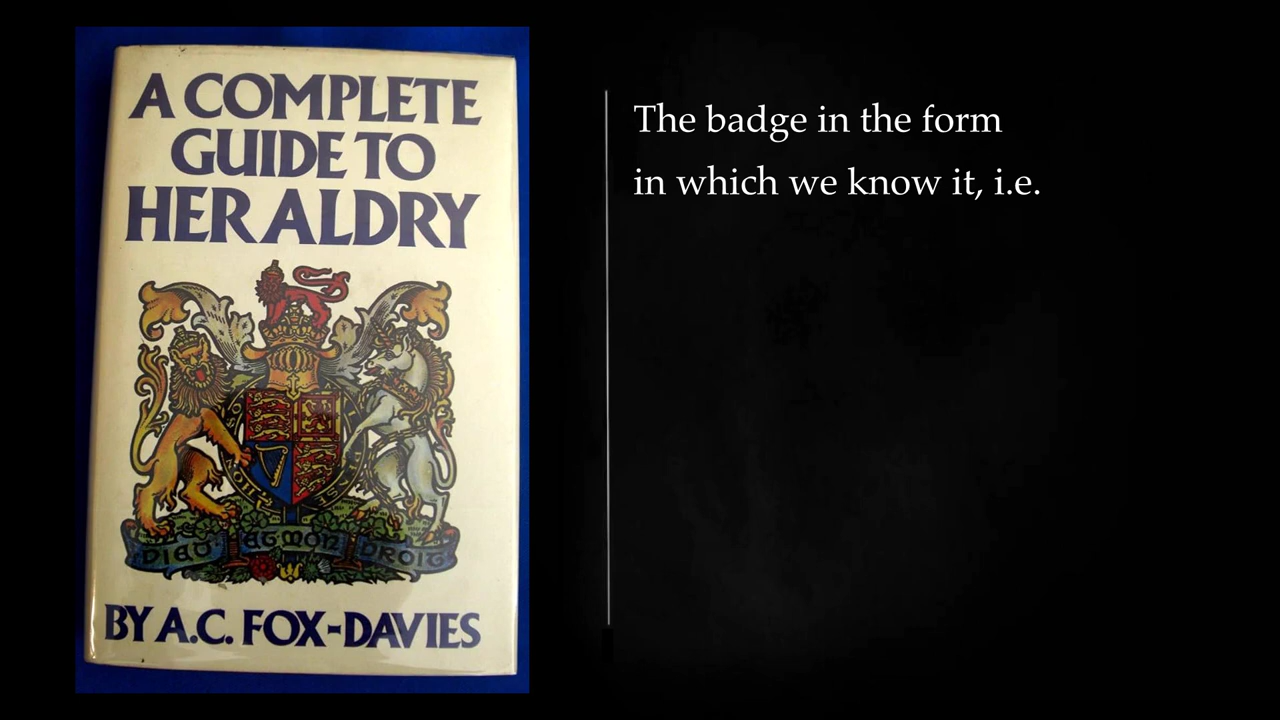 A COMPLETE
GUIDE TO
HERALDRY
DIEU ET MON DROIT
BY A.C. FOX-DAVIES
The badge in the form
in which we know it, i.e.